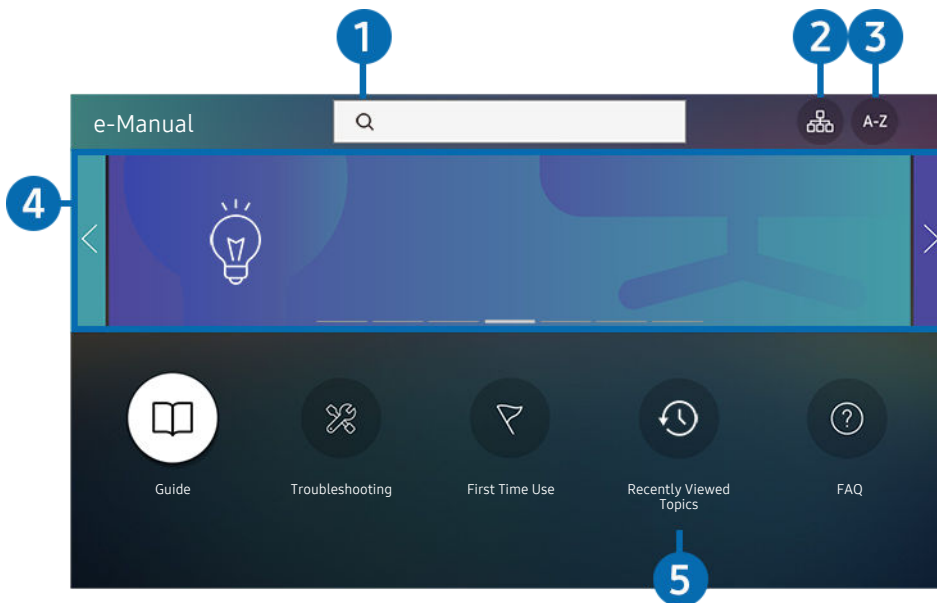 1
2
3
e-Manual
A-Z
4
Guide
Troubleshooting
First Time Use
Recently Viewed
Topics
FAQ
5